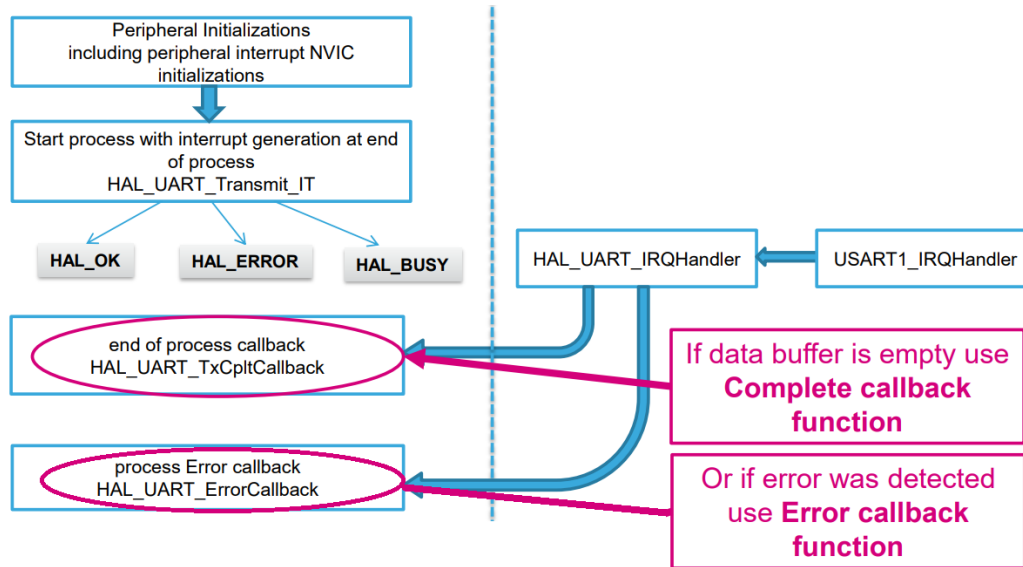 Peripheral Initializations
including peripheral interrupt NVIC
initializations
Start process with interrupt generation at end
of process
HAL_UART_Transmit_IT
HAL_OK
HAL_ERROR
HAL_BUSY
HAL_UART_IRQHandler
USART1_IRQHandler
end of process callback
HAL_UART_TxCpltCallback
If data buffer is empty use
Complete callback
function
process Error callback
HAL_UART_ErrorCallback
Or if error was detected
use Error callback
function